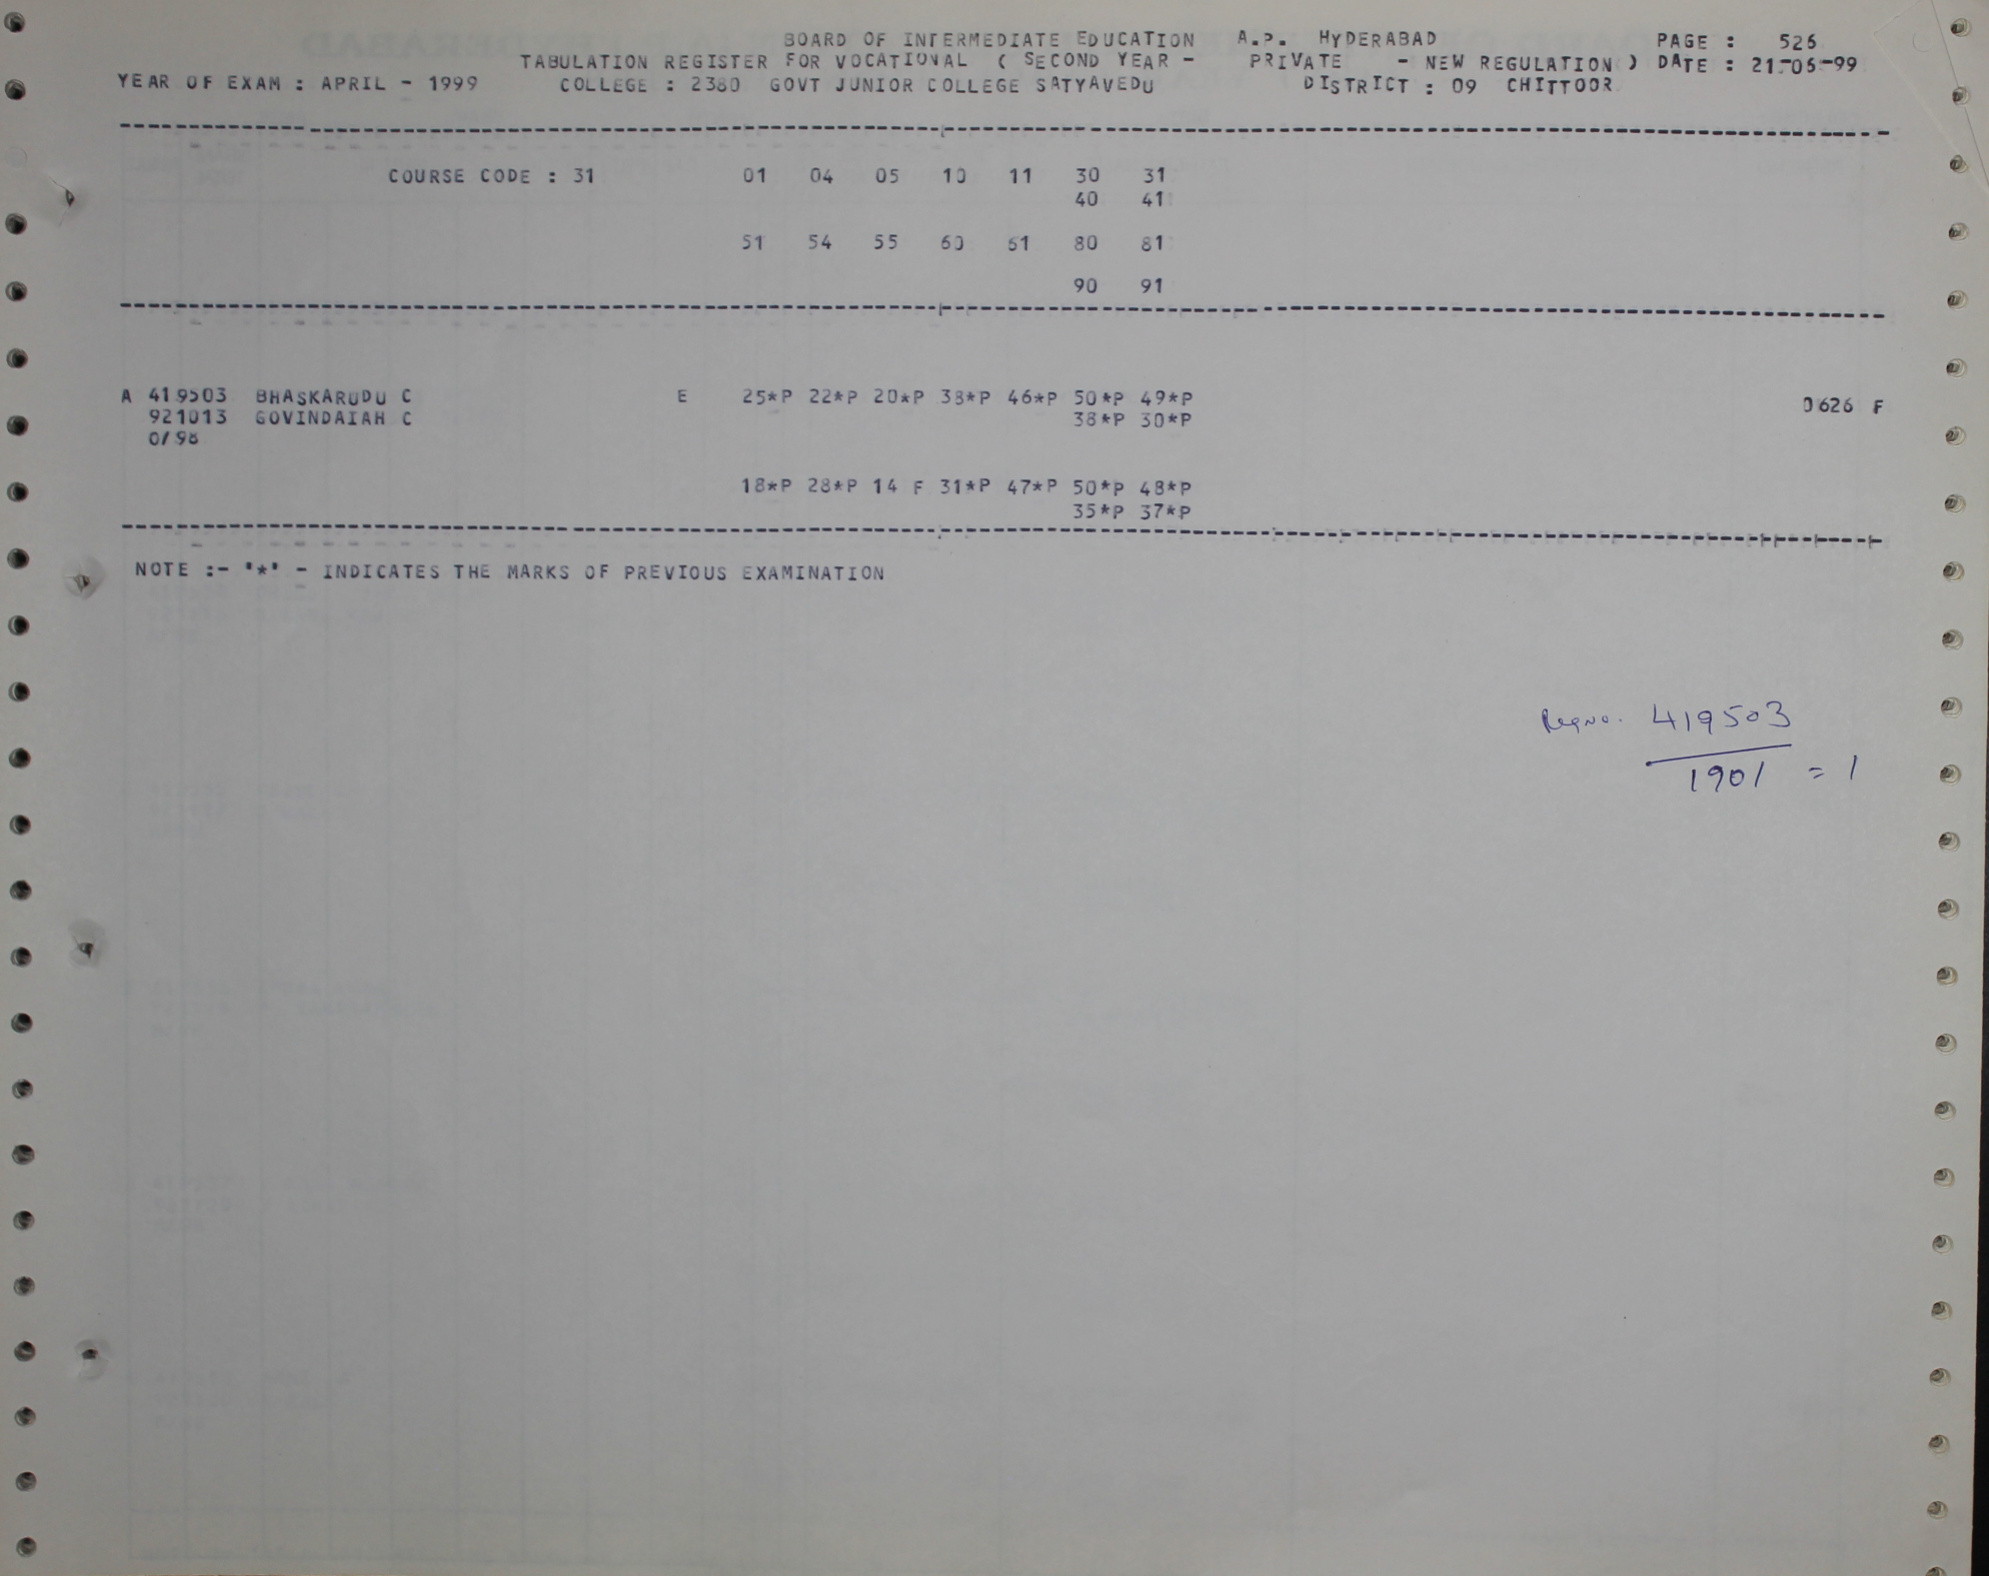 BOARD OF INTERMEDIATE EDUCATION A.P. HYDERABAD PAGE : 526
TABULATION REGISTER FOR VOCATIONAL ( SECOND YEAR - PRIVATE - NEW REGULATION ) DATE : 21-06-99
YEAR OF EXAM : APRIL - 1999 COLLEGE : 2380 GOVT JUNIOR COLLEGE SATYAVEDU DISTRICT : 09 CHITTOOR
COURSE CODE : 31 01 04 05 10 11 30 31
40 41
51 54 55 60 61 80 81
90 91
A 419503 BHASKARUDU C E 25*P 22*P 20*P 38*P 46*P 50*P 49*P 0626 F
921013 GOVINDAIAH C 38*P 30*P
0/98
18*P 28*P 14 F 31*P 47*P 50*P 48*P
35*P 37*P
NOTE :- '*' - INDICATES THE MARKS OF PREVIOUS EXAMINATION
Regno. 419503
1901 = 1